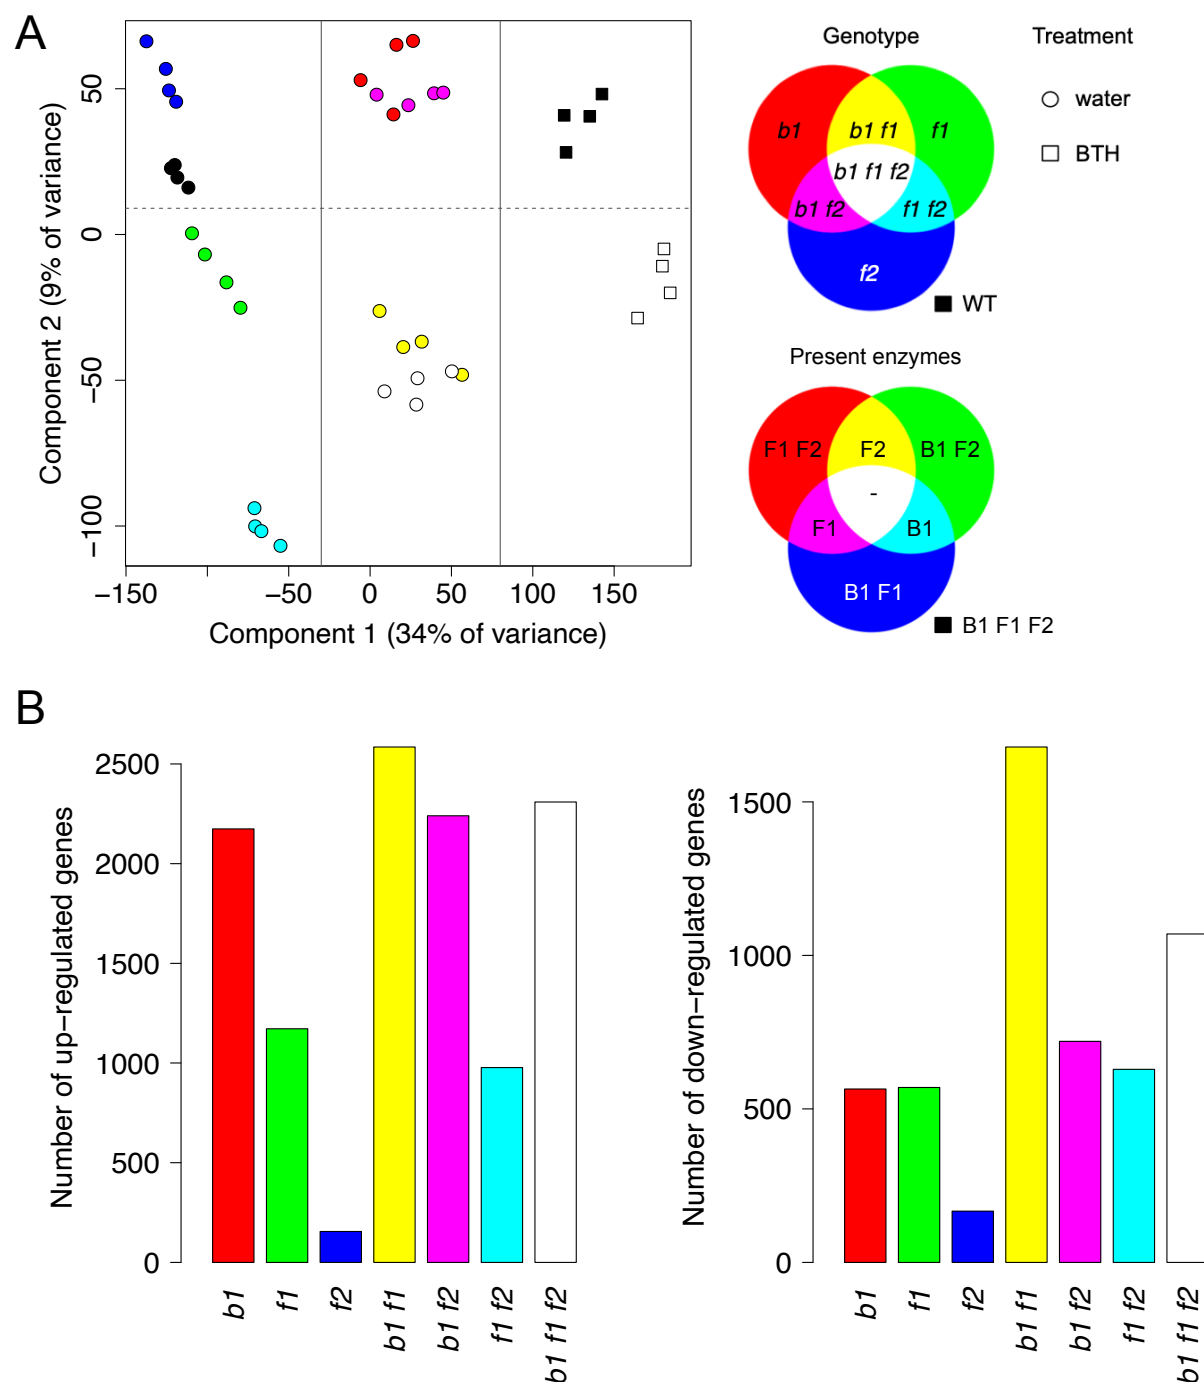 A
Component 2 (9% of variance)
50
0
−50
−100
−150
−50
0
50
100
150
Component 1 (34% of variance)
Genotype
b1
b1 f1
f1
b1 f1 f2
b1 f2
f1 f2
f2
WT
Treatment
water
BTH
Present enzymes
F1 F2
F2
B1 F2
-
F1
B1
B1 F1
B1 F1 F2
B
Number of up−regulated genes
2500
2000
1500
1000
500
0
b1
f1
f2
b1 f1
b1 f2
f1 f2
b1 f1 f2
Number of down−regulated genes
1500
1000
500
0
b1
f1
f2
b1 f1
b1 f2
f1 f2
b1 f1 f2